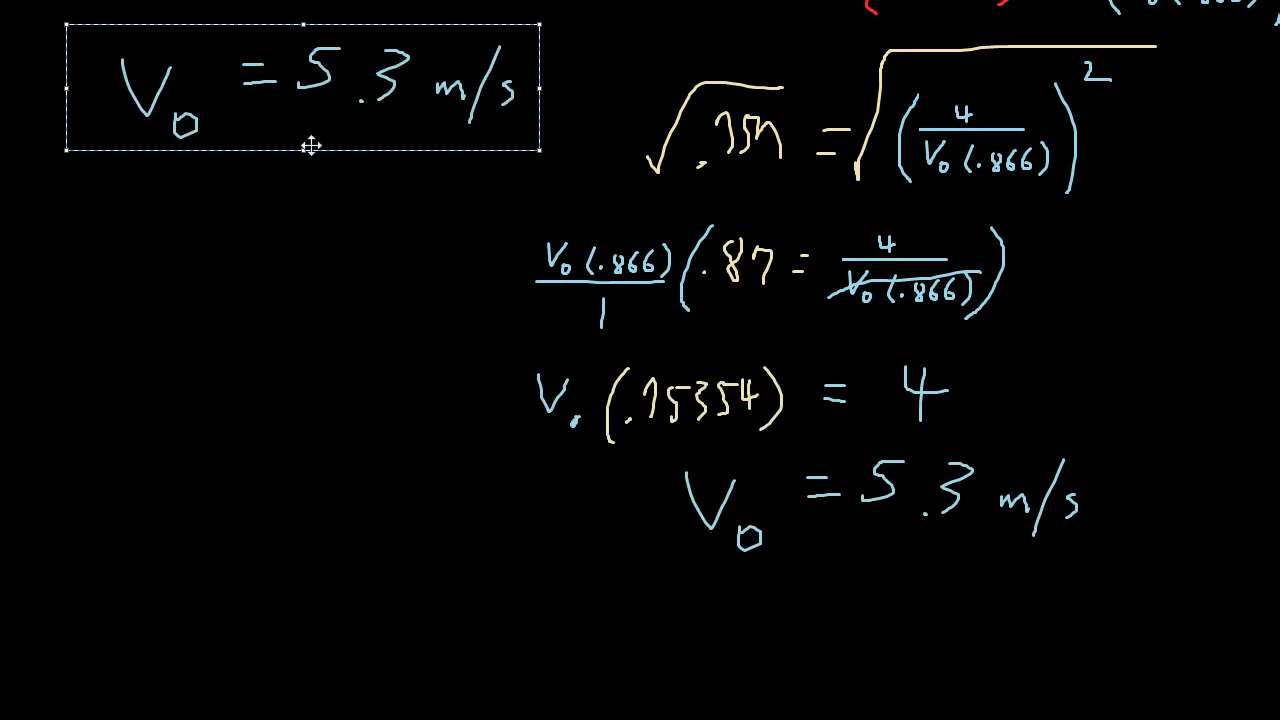 V₀ = 5.3 m/s
= √(4 / V₀(.866))²
V₀(.866) / 1 (.87 = 4 / V₀(.866))
V₀(.75354) = 4
V₀ = 5.3 m/s